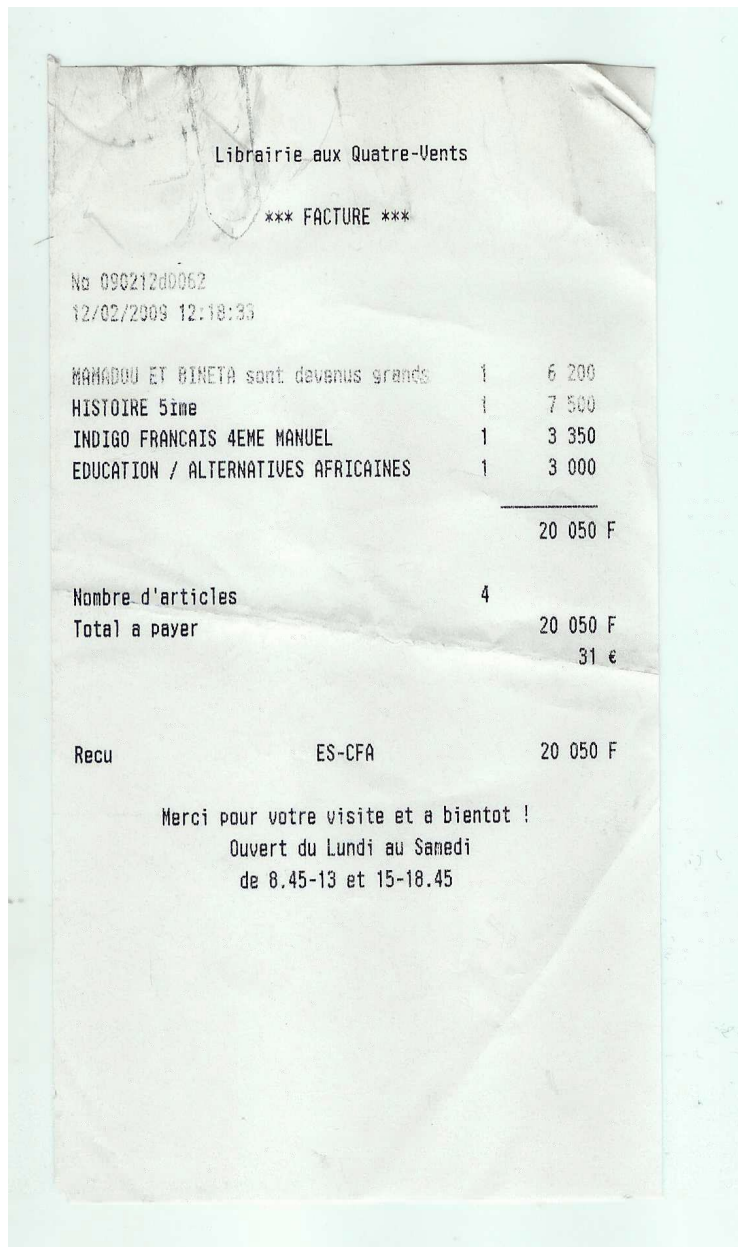 Librairie aux Quatre-Vents
*** FACTURE ***
No 090212d0062
12/02/2009 12:18:33
MAMADOU ET BINETA sont devenus grands 1 6 200
HISTOIRE 5ime 1 7 500
INDIGO FRANCAIS 4EME MANUEL 1 3 350
EDUCATION / ALTERNATIVES AFRICAINES 1 3 000
20 050 F
Nombre d'articles 4
Total a payer 20 050 F
31 €
Recu ES-CFA 20 050 F
Merci pour votre visite et a bientot !
Ouvert du Lundi au Samedi
de 8.45-13 et 15-18.45